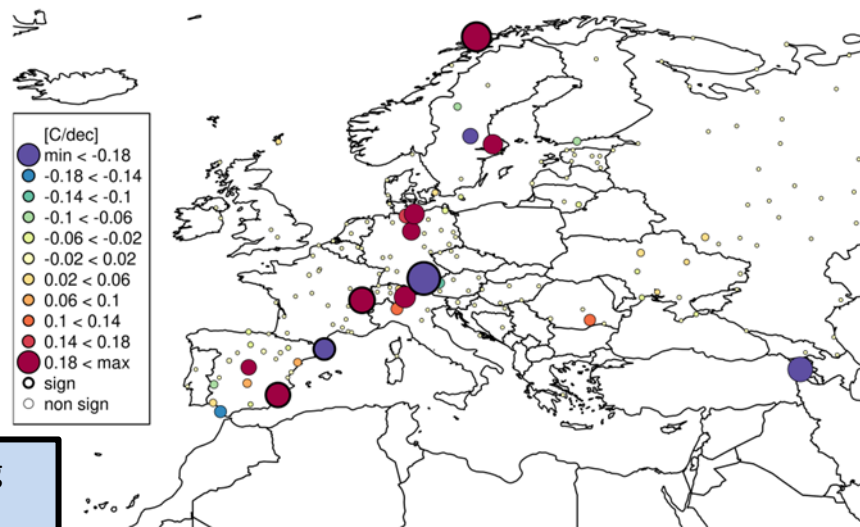 [C/dec]
min < -0.18
-0.18 < -0.14
-0.14 < -0.1
-0.1 < -0.06
-0.06 < -0.02
-0.02 < 0.02
0.02 < 0.06
0.06 < 0.1
0.1 < 0.14
0.14 < 0.18
0.18 < max
sign
non sign